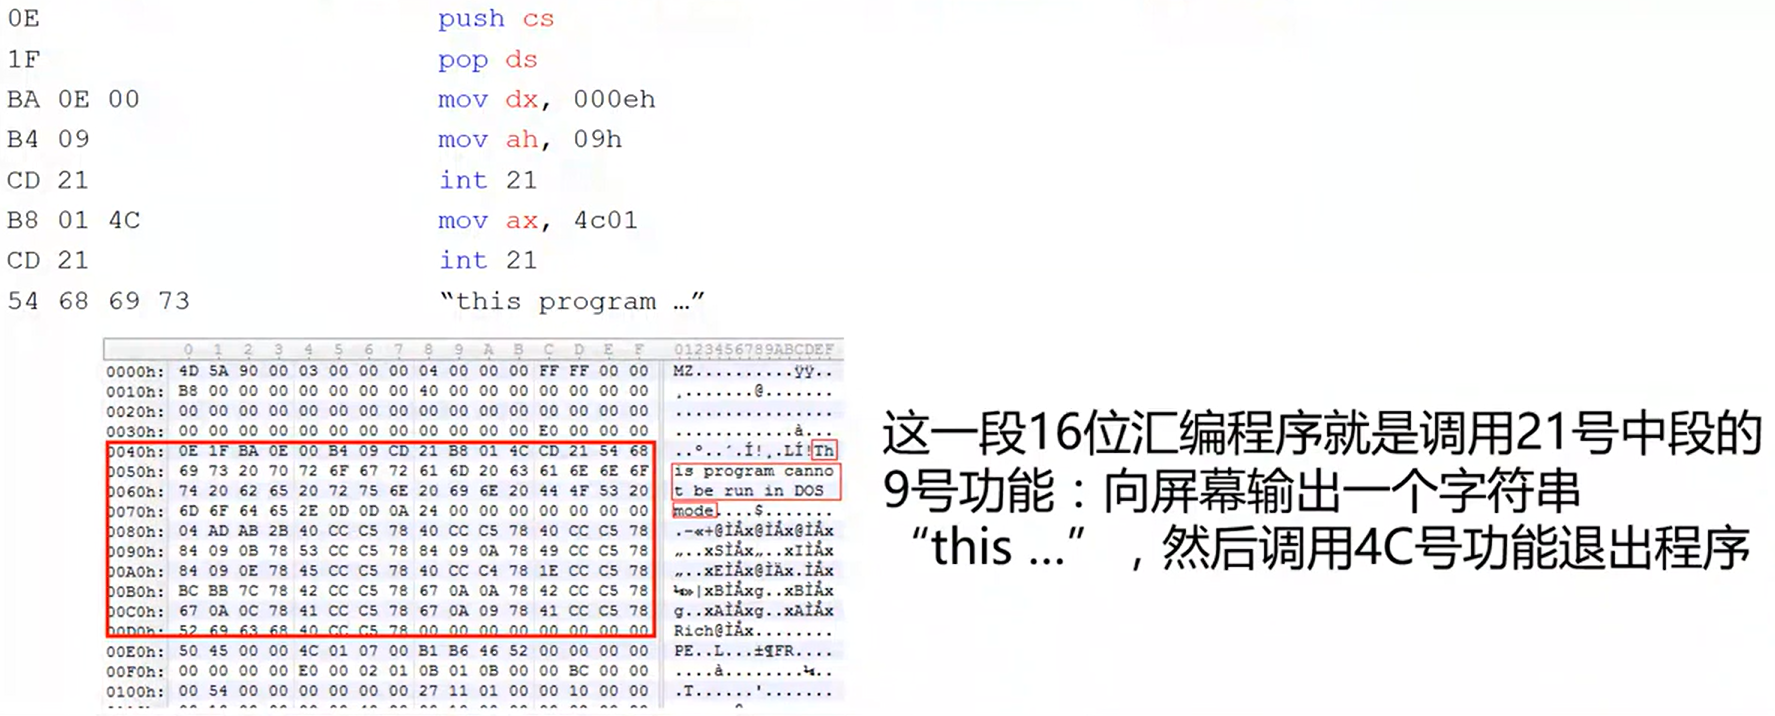 0E push cs
1F pop ds
BA 0E 00 mov dx, 000eh
B4 09 mov ah, 09h
CD 21 int 21
B8 01 4C mov ax, 4c01
CD 21 int 21
54 68 69 73 “this program …”
0 1 2 3 4 5 6 7 8 9 A B C D E F 0123456789ABCDEF
0000h: 4D 5A 90 00 03 00 00 00 04 00 00 00 FF FF 00 00 MZ..........ÿÿ..
0010h: B8 00 00 00 00 00 00 00 40 00 00 00 00 00 00 00 ¸.......@.......
0020h: 00 00 00 00 00 00 00 00 00 00 00 00 00 00 00 00 ................
0030h: 00 00 00 00 00 00 00 00 00 00 00 00 E0 00 00 00 ............à...
0040h: 0E 1F BA 0E 00 B4 09 CD 21 B8 01 4C CD 21 54 68 ..º..´.Í!¸.LÍ!Th
0050h: 69 73 20 70 72 6F 67 72 61 6D 20 63 61 6E 6E 6F is program canno
0060h: 74 20 62 65 20 72 75 6E 20 69 6E 20 44 4F 53 20 t be run in DOS
0070h: 6D 6F 64 65 2E 0D 0D 0A 24 00 00 00 00 00 00 00 mode....$.......
0080h: 04 AD AB 2B 40 CC C5 78 40 CC C5 78 40 CC C5 78 .-«+@ÌÅx@ÌÅx@ÌÅx
0090h: 84 09 0B 78 53 CC C5 78 84 09 0A 78 49 CC C5 78 „..xSÌÅx„..xIÌÅx
00A0h: 84 09 0E 78 45 CC C5 78 40 CC C4 78 1E CC C5 78 „..xEÌÅx@ÌÄx.ÌÅx
00B0h: BC BB 7C 78 42 CC C5 78 67 0A 0A 78 42 CC C5 78 ¼»|xBÌÅxg..xBÌÅx
00C0h: 67 0A 0C 78 41 CC C5 78 67 0A 09 78 41 CC C5 78 g..xAÌÅxg..xAÌÅx
00D0h: 52 69 63 68 40 CC C5 78 00 00 00 00 00 00 00 00 Rich@ÌÅx........
00E0h: 50 45 00 00 4C 01 07 00 B1 B6 46 52 00 00 00 00 PE..L...±¶FR....
00F0h: 00 00 00 00 E0 00 02 01 0B 01 0B 00 00 BC 00 00 ....à........¼..
0100h: 00 54 00 00 00 00 00 00 27 11 01 00 00 10 00 00 .T......'.......
这一段16位汇编程序就是调用21号中段的
9号功能：向屏幕输出一个字符串
“this …” ，然后调用4C号功能退出程序